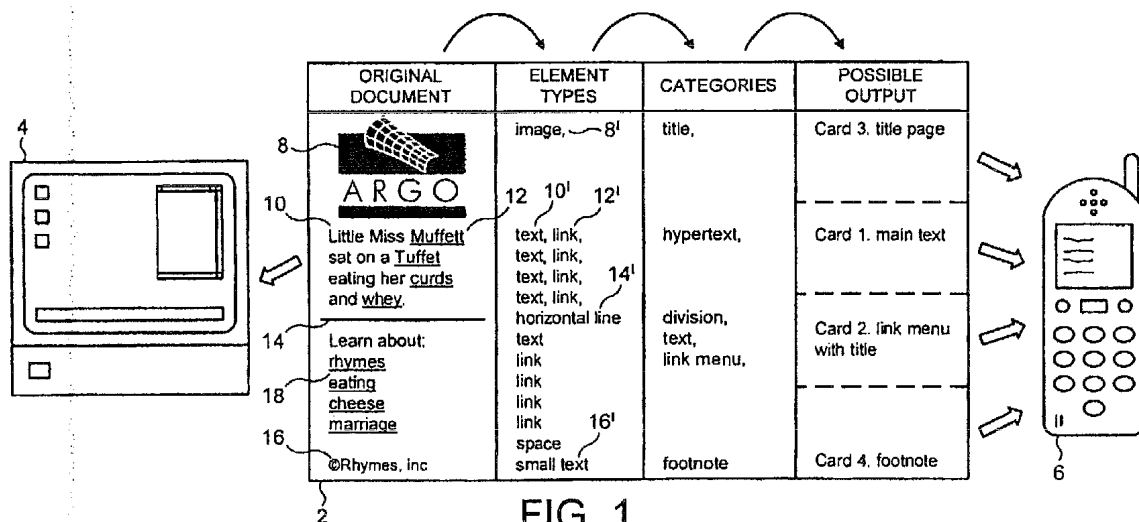 ORIGINAL DOCUMENT
ELEMENT TYPES
CATEGORIES
POSSIBLE OUTPUT
4
8
ARGO
image, 8'
title,
Card 3. title page
10
12
10'
12'
Little Miss Muffett
sat on a Tuffet
eating her curds
and whey.
text, link,
text, link,
text, link,
text, link,
14'
horizontal line
hypertext,
Card 1. main text
14
Learn about:
rhymes
18
eating
cheese
marriage
16
©Rhymes, inc
text
link
link
link
link
space
16'
small text
division,
text,
link menu,
footnote
Card 2. link menu
with title
Card 4. footnote
2
6
FIG. 1